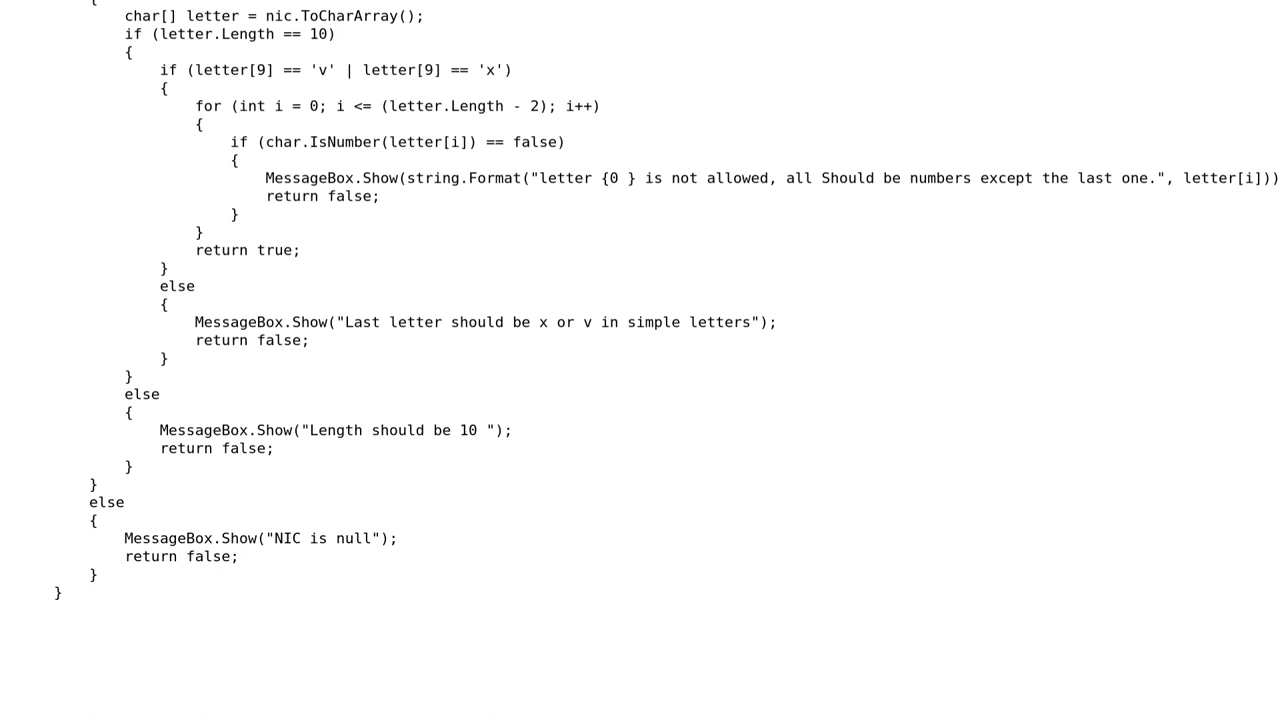 {
char[] letter = nic.ToCharArray();
if (letter.Length == 10)
{
if (letter[9] == 'v' | letter[9] == 'x')
{
for (int i = 0; i <= (letter.Length - 2); i++)
{
if (char.IsNumber(letter[i]) == false)
{
MessageBox.Show(string.Format("letter {0 } is not allowed, all Should be numbers except the last one.", letter[i]))
return false;
}
}
return true;
}
else
{
MessageBox.Show("Last letter should be x or v in simple letters");
return false;
}
}
else
{
MessageBox.Show("Length should be 10 ");
return false;
}
}
else
{
MessageBox.Show("NIC is null");
return false;
}
}